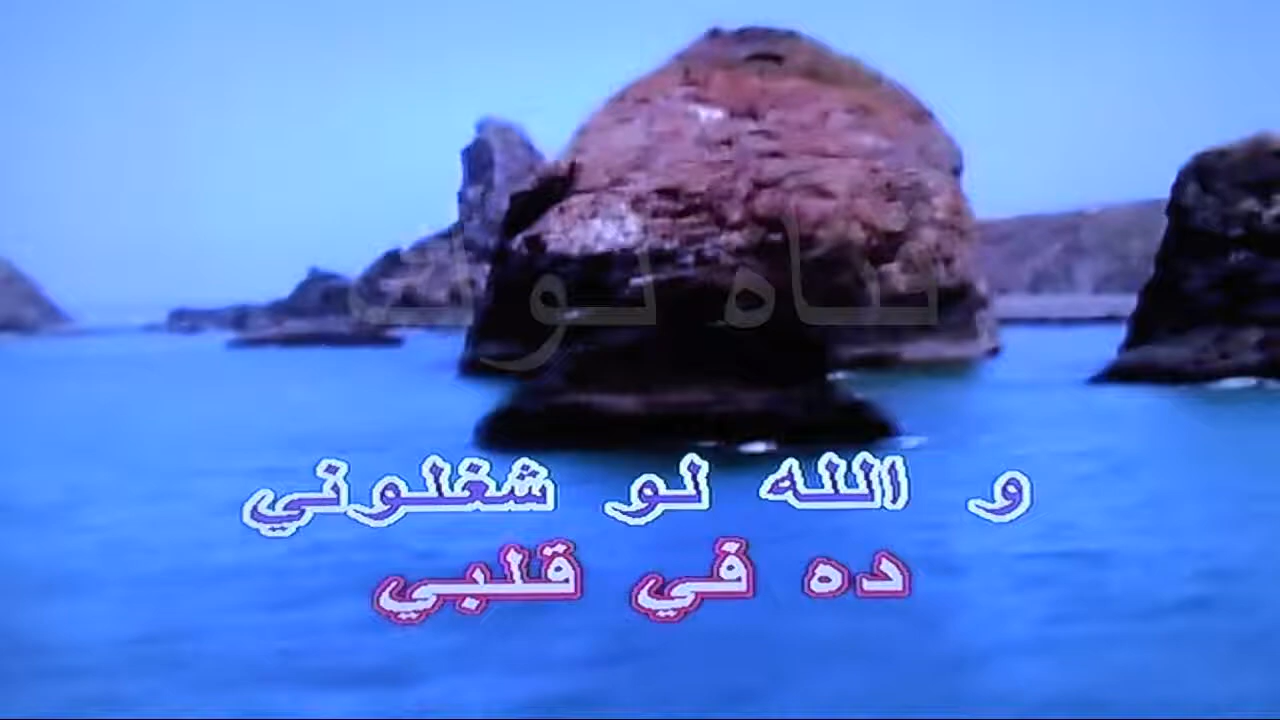 و الله لو شغلوني
ده في قلبي